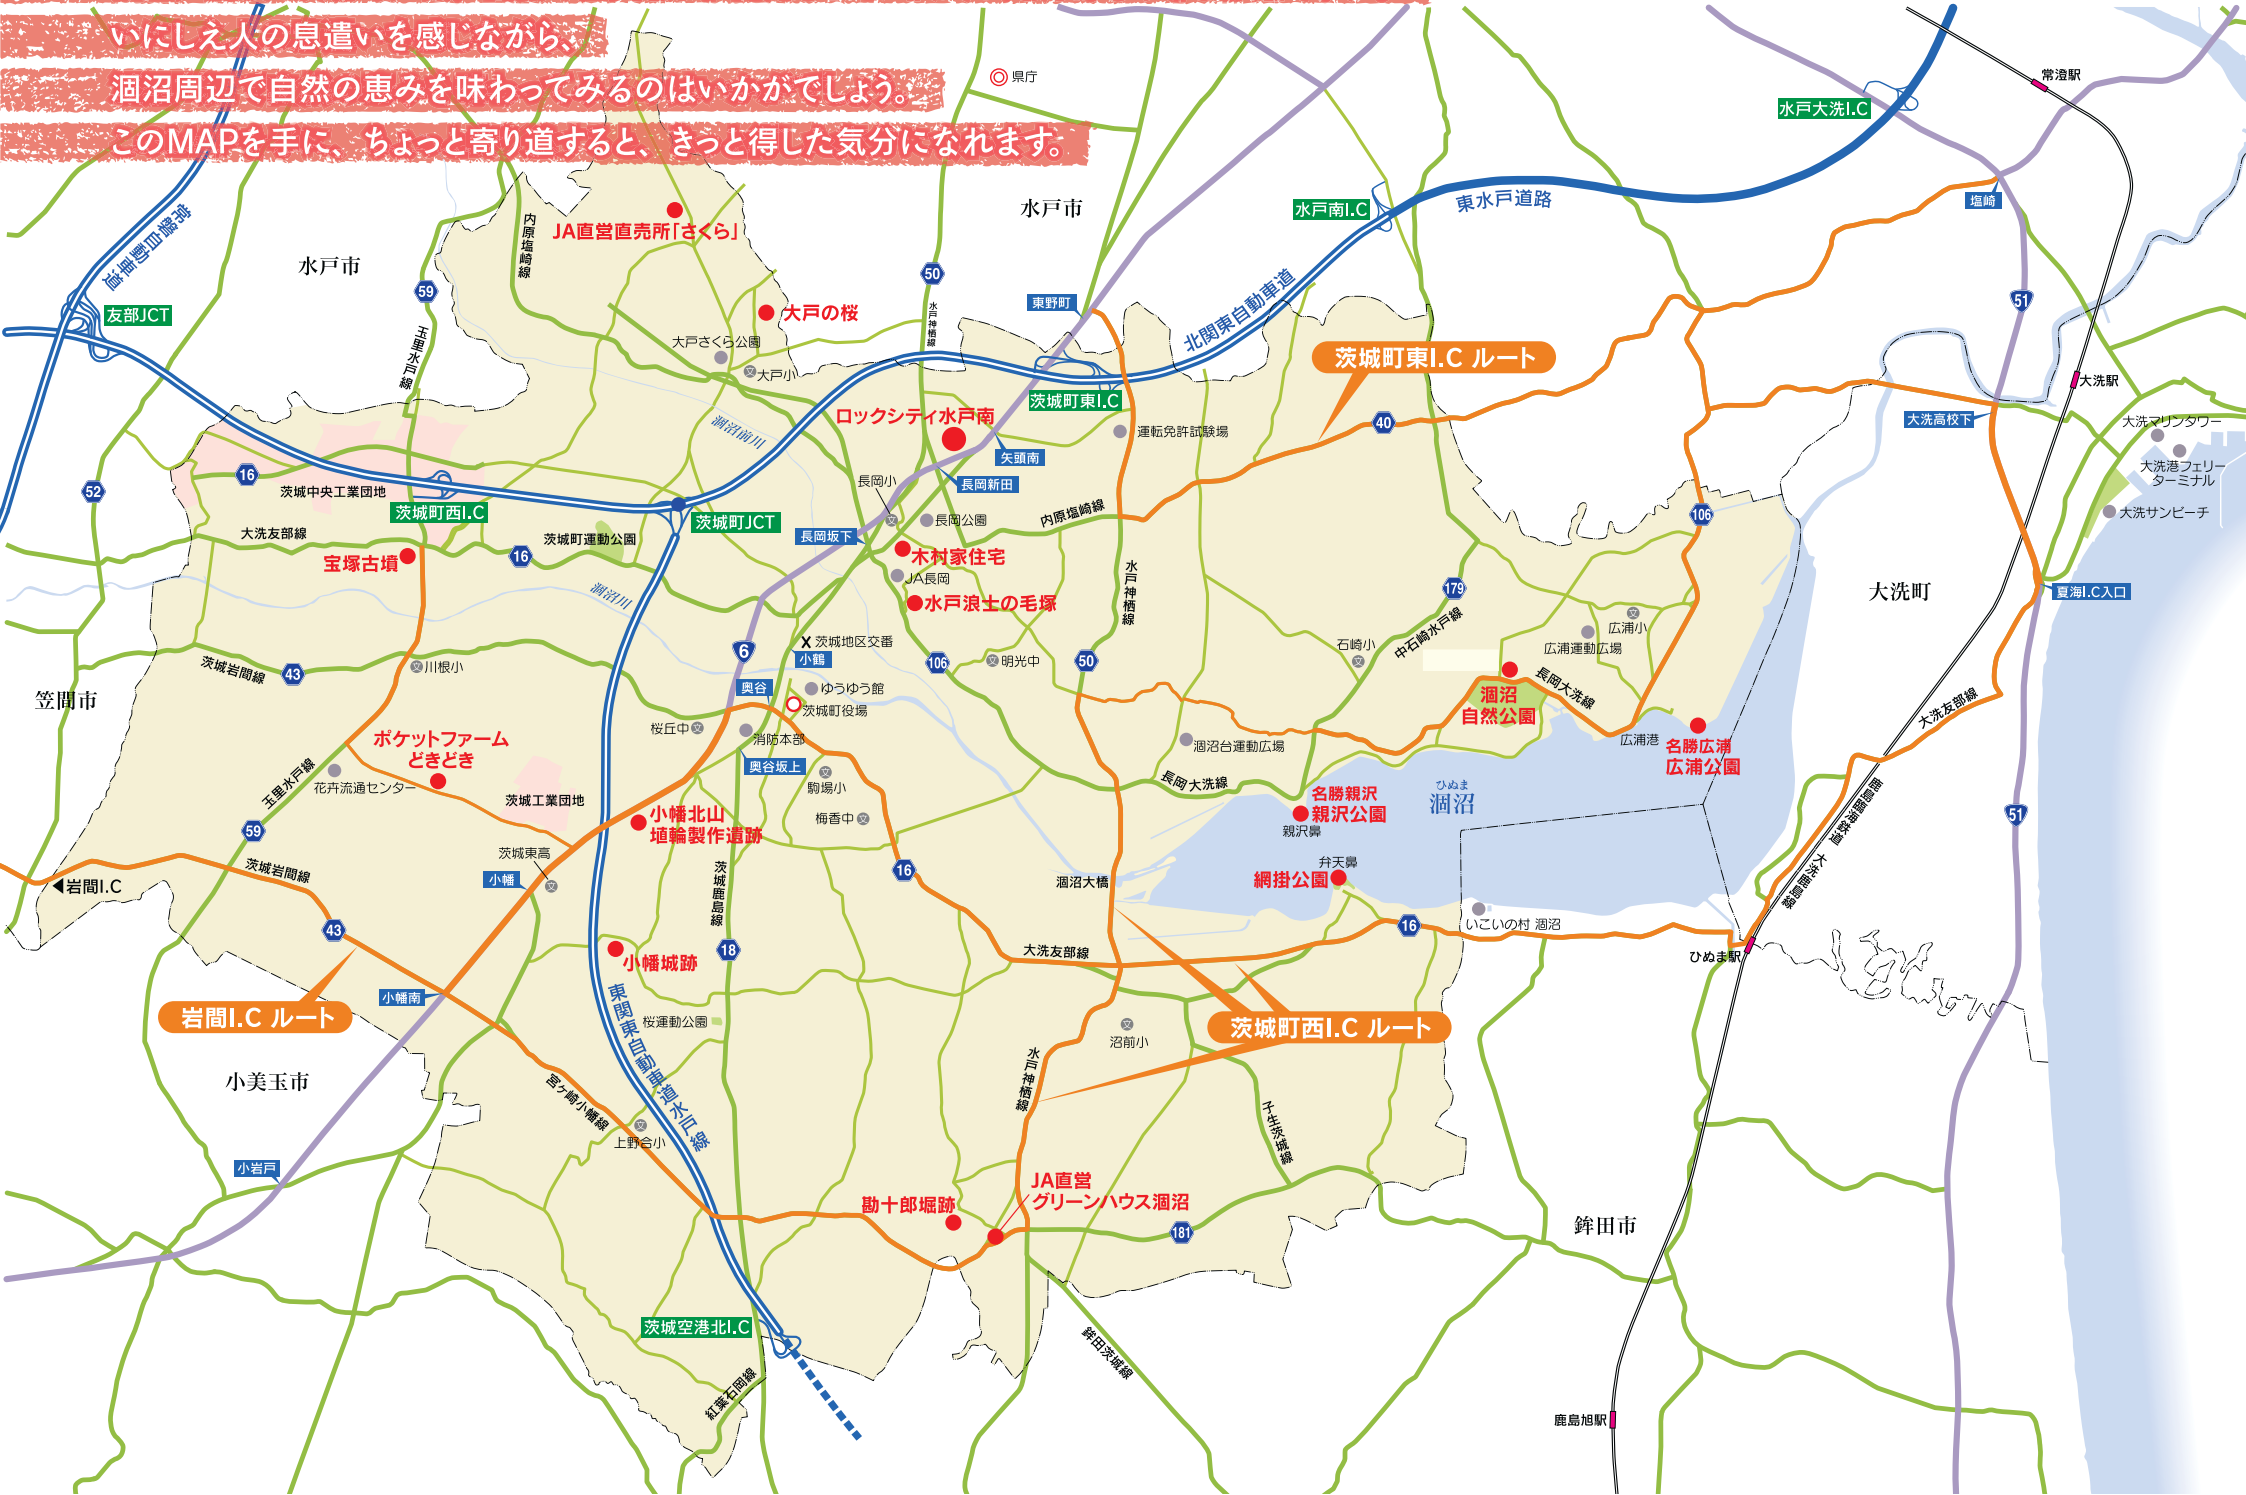 いにしえ人の息遣いを感じながら、
涸沼周辺で自然の恵みを味わってみるのはいかがでしょう。
このMAPを手に、ちょっと寄り道すると、きっと得した気分になれます。
県庁
常澄駅
水戸大洗I.C
常磐自動車道
水戸市
内原塩崎線
JA直営直売所「さくら」
水戸市
水戸南I.C
東水戸道路
塩崎
59
50
水戸神栖線
東野町
北関東自動車道
51
友部JCT
玉里水戸線
大戸の桜
大戸さくら公園
大戸小
茨城町東I.C
茨城町東I.C ルート
大洗駅
涸沼前川
ロックシティ水戸南
運転免許試験場
40
大洗高校下
大洗マリンタワー
矢頭南
大洗港フェリー
ターミナル
16
52
茨城中央工業団地
長岡小
長岡新田
茨城町西I.C
茨城町JCT
長岡公園
内原塩崎線
106
大洗サンビーチ
大洗友部線
茨城町運動公園
長岡坂下
16
宝塚古墳
木村家住宅
JA長岡
水戸神栖線
179
大洗町
夏海I.C入口
涸沼川
水戸浪士の毛塚
中石崎水戸線
広浦小
6
茨城地区交番
小鶴
106
明光中
50
石崎小
広浦運動広場
茨城岩間線
43
川根小
奥谷
ゆうゆう館
茨城町役場
涸沼
自然公園
長岡大洗線
笠間市
桜丘中
消防本部
涸沼台運動広場
広浦港
名勝広浦
広浦公園
大洗友部線
ポケットファーム
どきどき
奥谷坂上
駒場小
長岡大洗線
玉里水戸線
花卉流通センター
茨城工業団地
名勝親沢
親沢公園
ひぬま
涸沼
鹿島臨海鉄道
大洗鹿島線
小幡北山
埴輪製作遺跡
梅香中
親沢鼻
51
59
茨城東高
茨城鹿島線
16
弁天鼻
網掛公園
涸沼大橋
岩間I.C
茨城岩間線
小幡
いこいの村 涸沼
43
18
大洗友部線
16
小幡城跡
ひぬま駅
小幡南
岩間I.C ルート
東関東自動車道水戸線
桜運動公園
沼前小
茨城町西I.C ルート
小美玉市
宮ケ崎小幡線
水戸神栖線
上野合小
子生茨城線
小岩戸
勘十郎堀跡
JA直営
グリーンハウス涸沼
181
鉾田市
茨城空港北I.C
鉾田茨城線
紅葉石岡線
鹿島旭駅